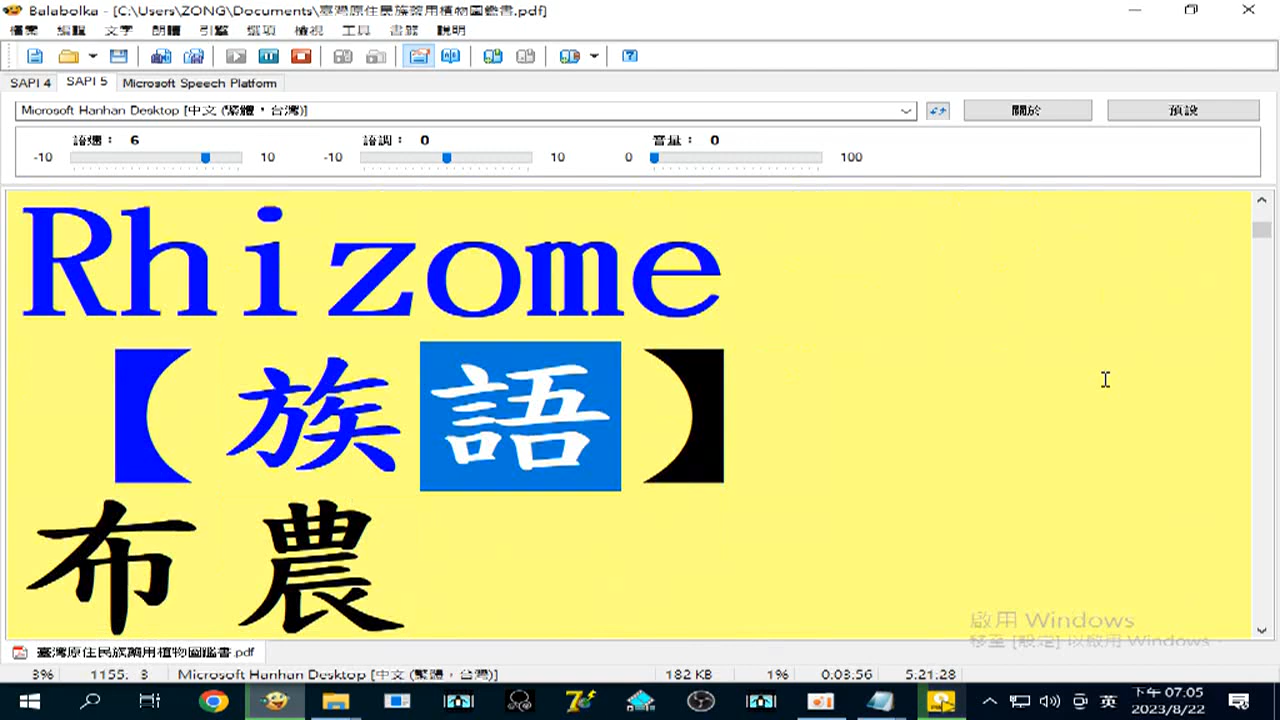 Balabolka - [C:\Users\ZONG\Documents\臺灣原住民族藥用植物圖鑑書.pdf]
檔案 編輯 文字 朗讀 引擎 選項 檢視 工具 書籤 說明
SAPI 4 SAPI 5 Microsoft Speech Platform
Microsoft Hanhan Desktop [中文 (繁體，台灣)] 關於 預設
語速： 6 語調： 0 音量： 0
-10 10 -10 10 0 100
Rhizome
【族語】
布農
啟用 Windows
移至 [設定] 以啟用 Windows。
臺灣原住民族藥用植物圖鑑書.pdf
3% 1155: 3 Microsoft Hanhan Desktop [中文 (繁體，台灣)] 182 KB 1% 0:03:56 5:21:28
英 下午 07:05
2023/8/22